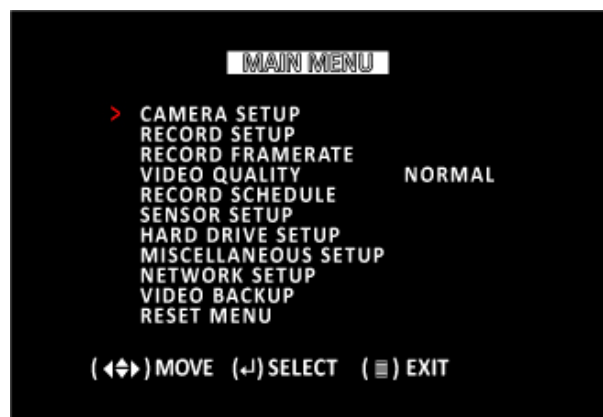 MAIN MENU
> CAMERA SETUP
RECORD SETUP
RECORD FRAMERATE
VIDEO QUALITY NORMAL
RECORD SCHEDULE
SENSOR SETUP
HARD DRIVE SETUP
MISCELLANEOUS SETUP
NETWORK SETUP
VIDEO BACKUP
RESET MENU
(◀◆▶) MOVE (↵) SELECT (≣) EXIT